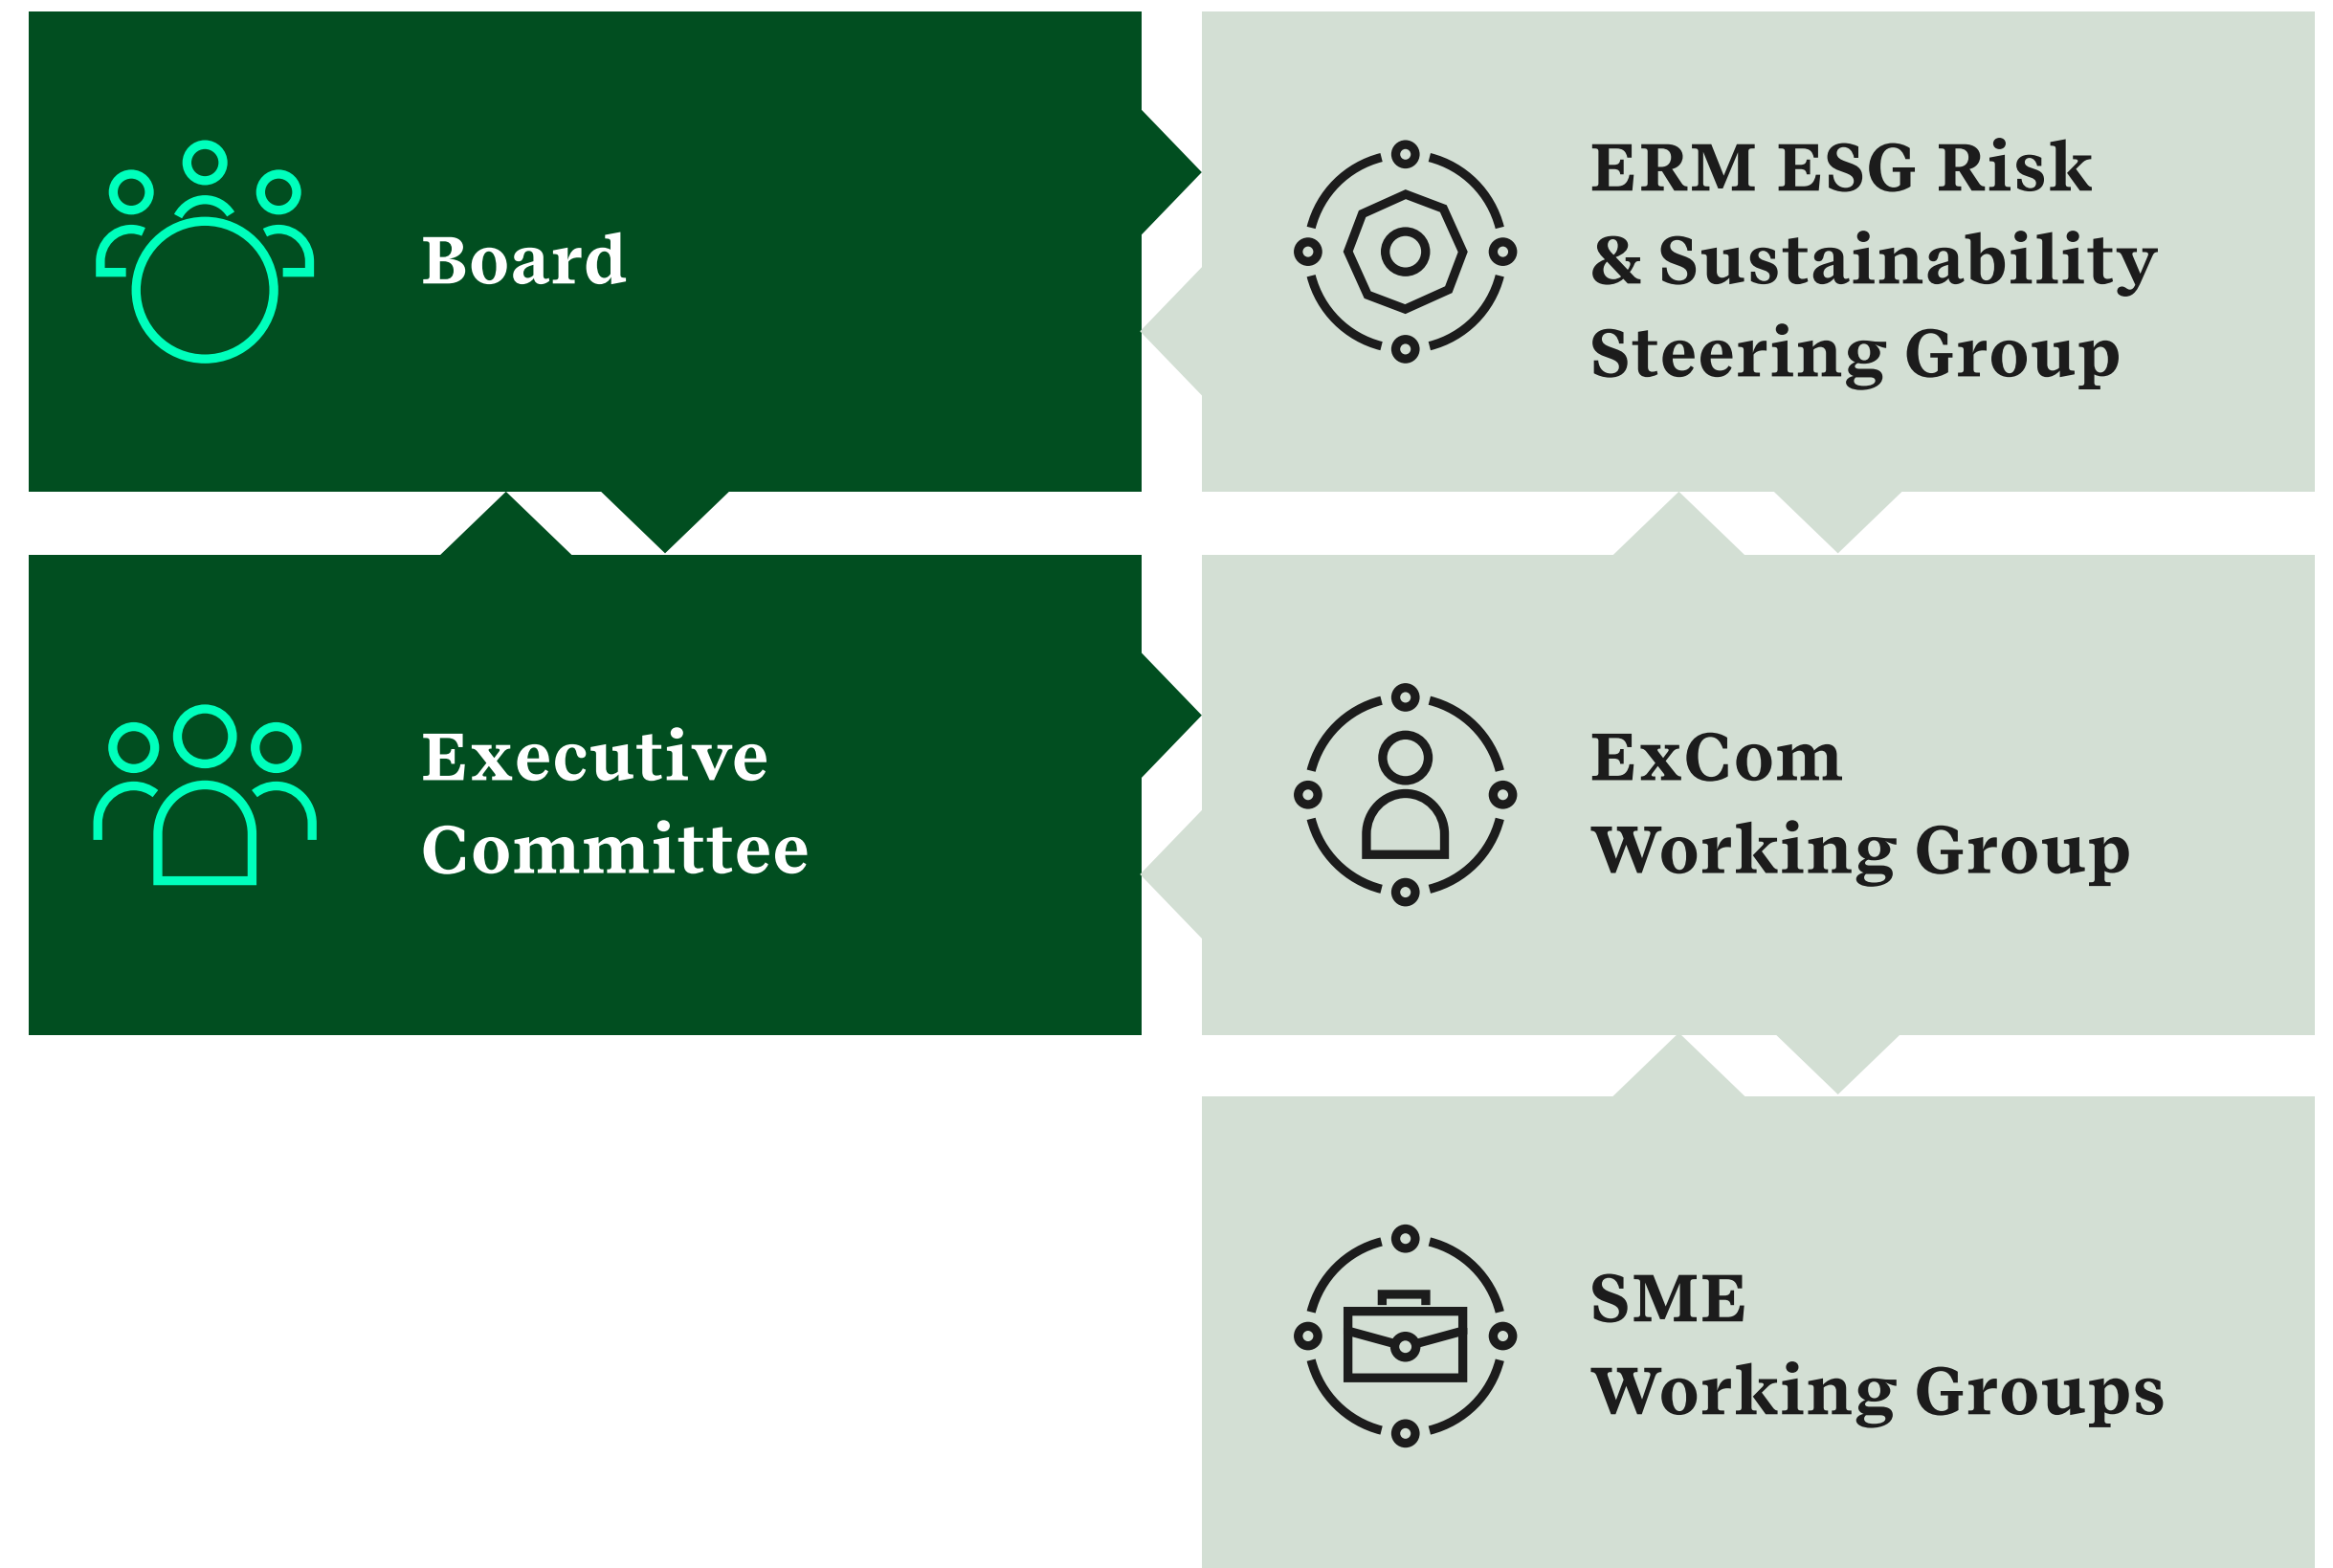 Board
ERM ESG Risk
& Sustainability
Steering Group
Executive
Committee
ExCom
Working Group
SME
Working Groups